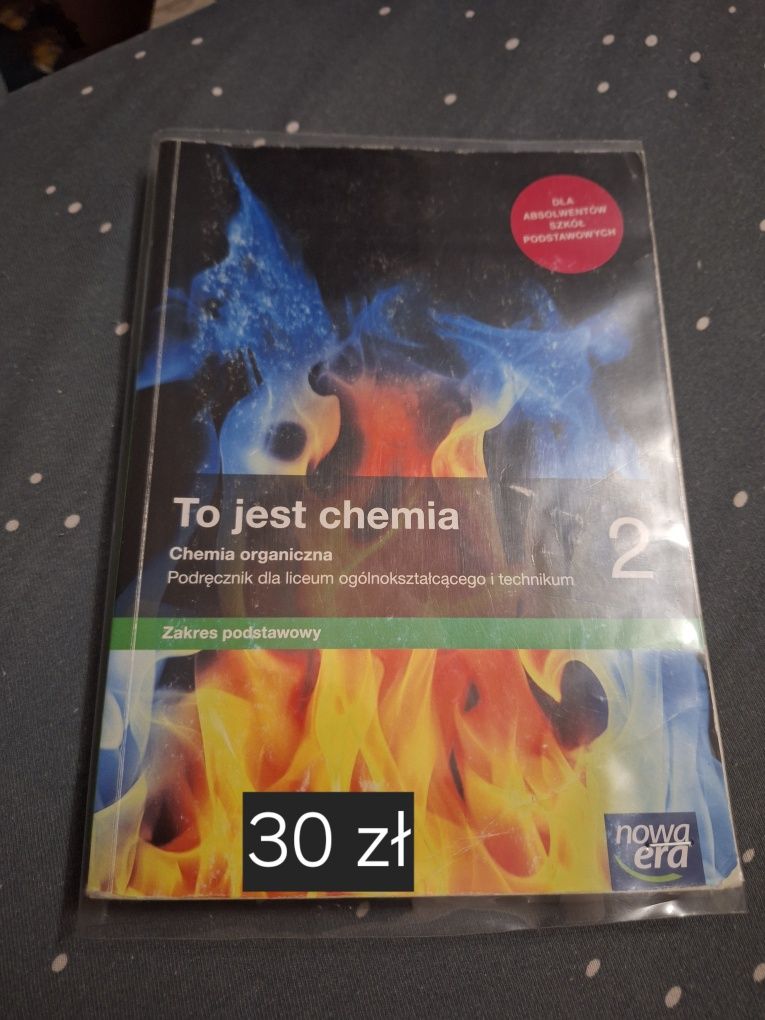 DLA
ABSOLWENTÓW
SZKÓŁ
PODSTAWOWYCH
To jest chemia
2
Chemia organiczna
Podręcznik dla liceum ogólnokształcącego i technikum
Zakres podstawowy
30 zł
nowa
era